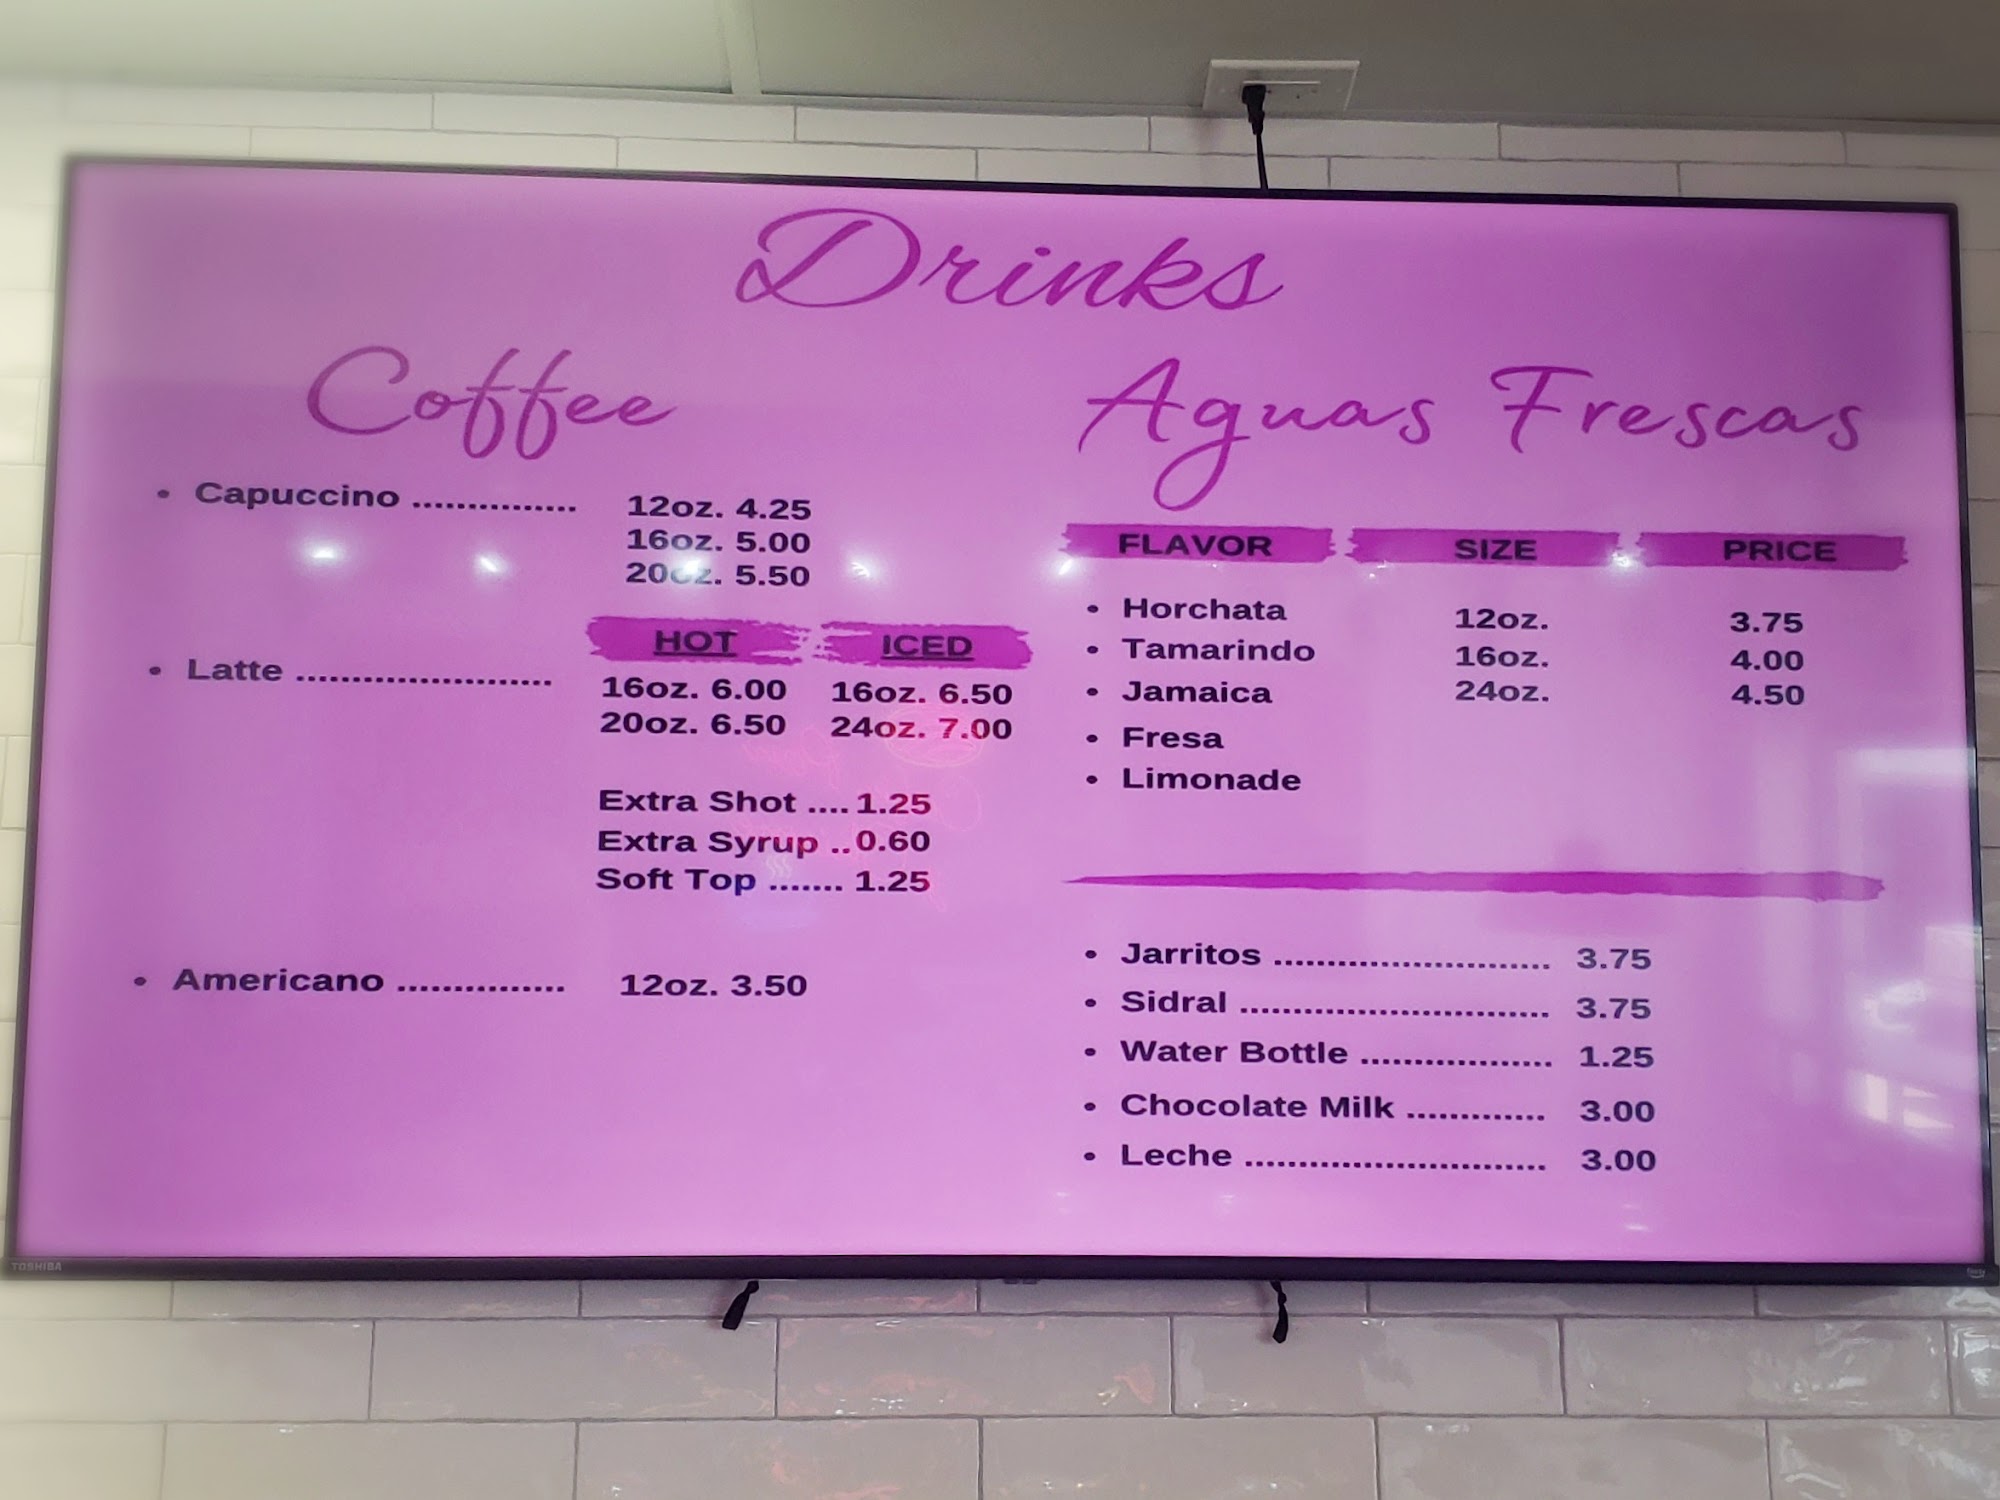 Drinks
Coffee
• Capuccino ............... 12oz. 4.25
16oz. 5.00
20oz. 5.50
HOT ICED
• Latte ....................... 16oz. 6.00 16oz. 6.50
20oz. 6.50 24oz. 7.00
Extra Shot .... 1.25
Extra Syrup .. 0.60
Soft Top ....... 1.25
• Americano ............... 12oz. 3.50
Aguas Frescas
FLAVOR SIZE PRICE
• Horchata 12oz. 3.75
• Tamarindo 16oz. 4.00
• Jamaica 24oz. 4.50
• Fresa
• Limonade
• Jarritos .......................... 3.75
• Sidral ............................. 3.75
• Water Bottle .................. 1.25
• Chocolate Milk ............. 3.00
• Leche ............................ 3.00
TOSHIBA